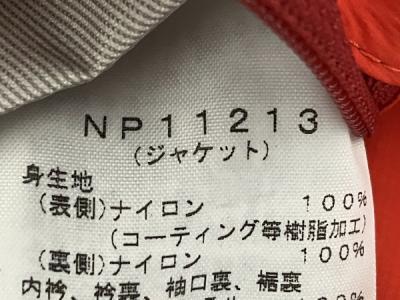 NP11213
(ジャケット)
身生地
(表側)ナイロン 100%
(コーティング等樹脂加工)
(裏側)ナイロン 100%
内衿、衿裏、袖口裏、裾裏